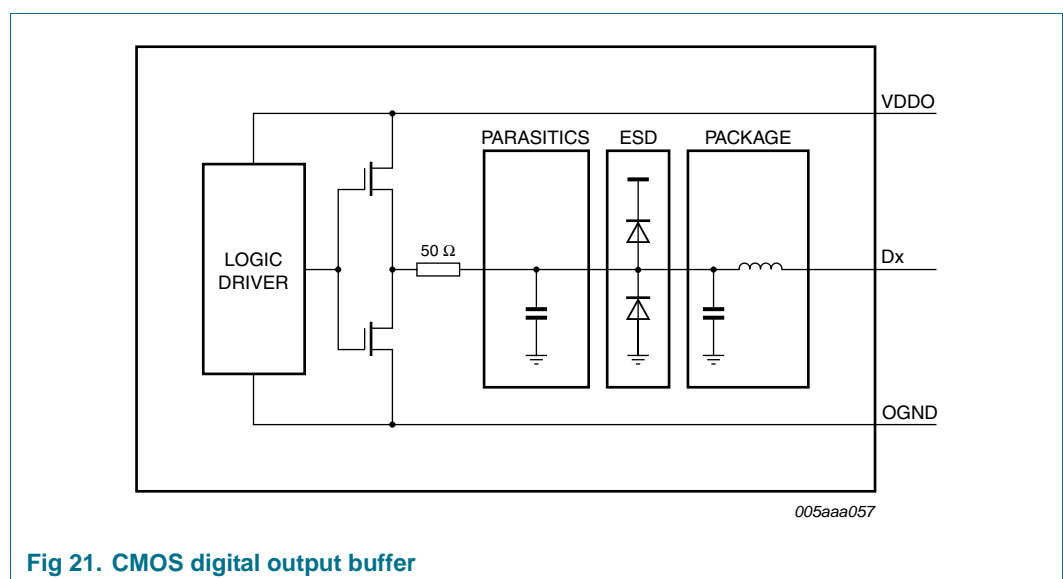 VDDO
PARASITICS
ESD
PACKAGE
50 Ω
LOGIC
DRIVER
Dx
OGND
005aaa057
Fig 21. CMOS digital output buffer